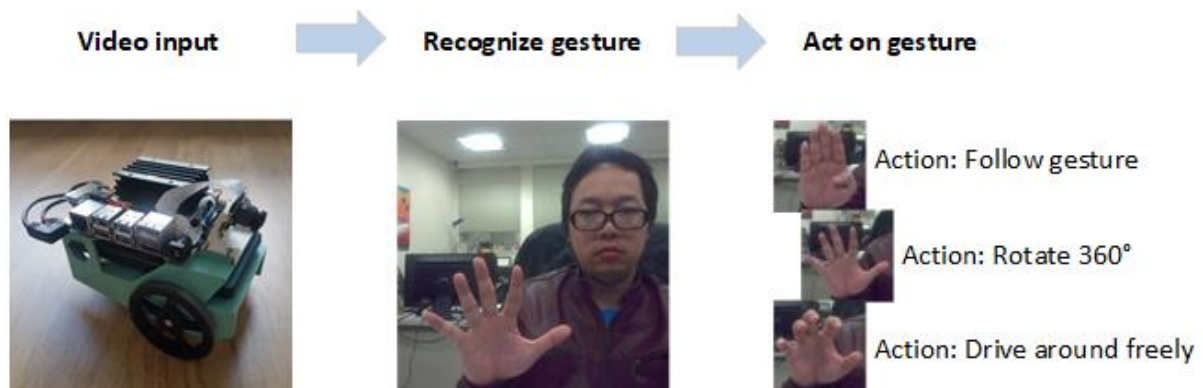 Video input
Recognize gesture
Act on gesture
Action: Follow gesture
Action: Rotate 360°
Action: Drive around freely